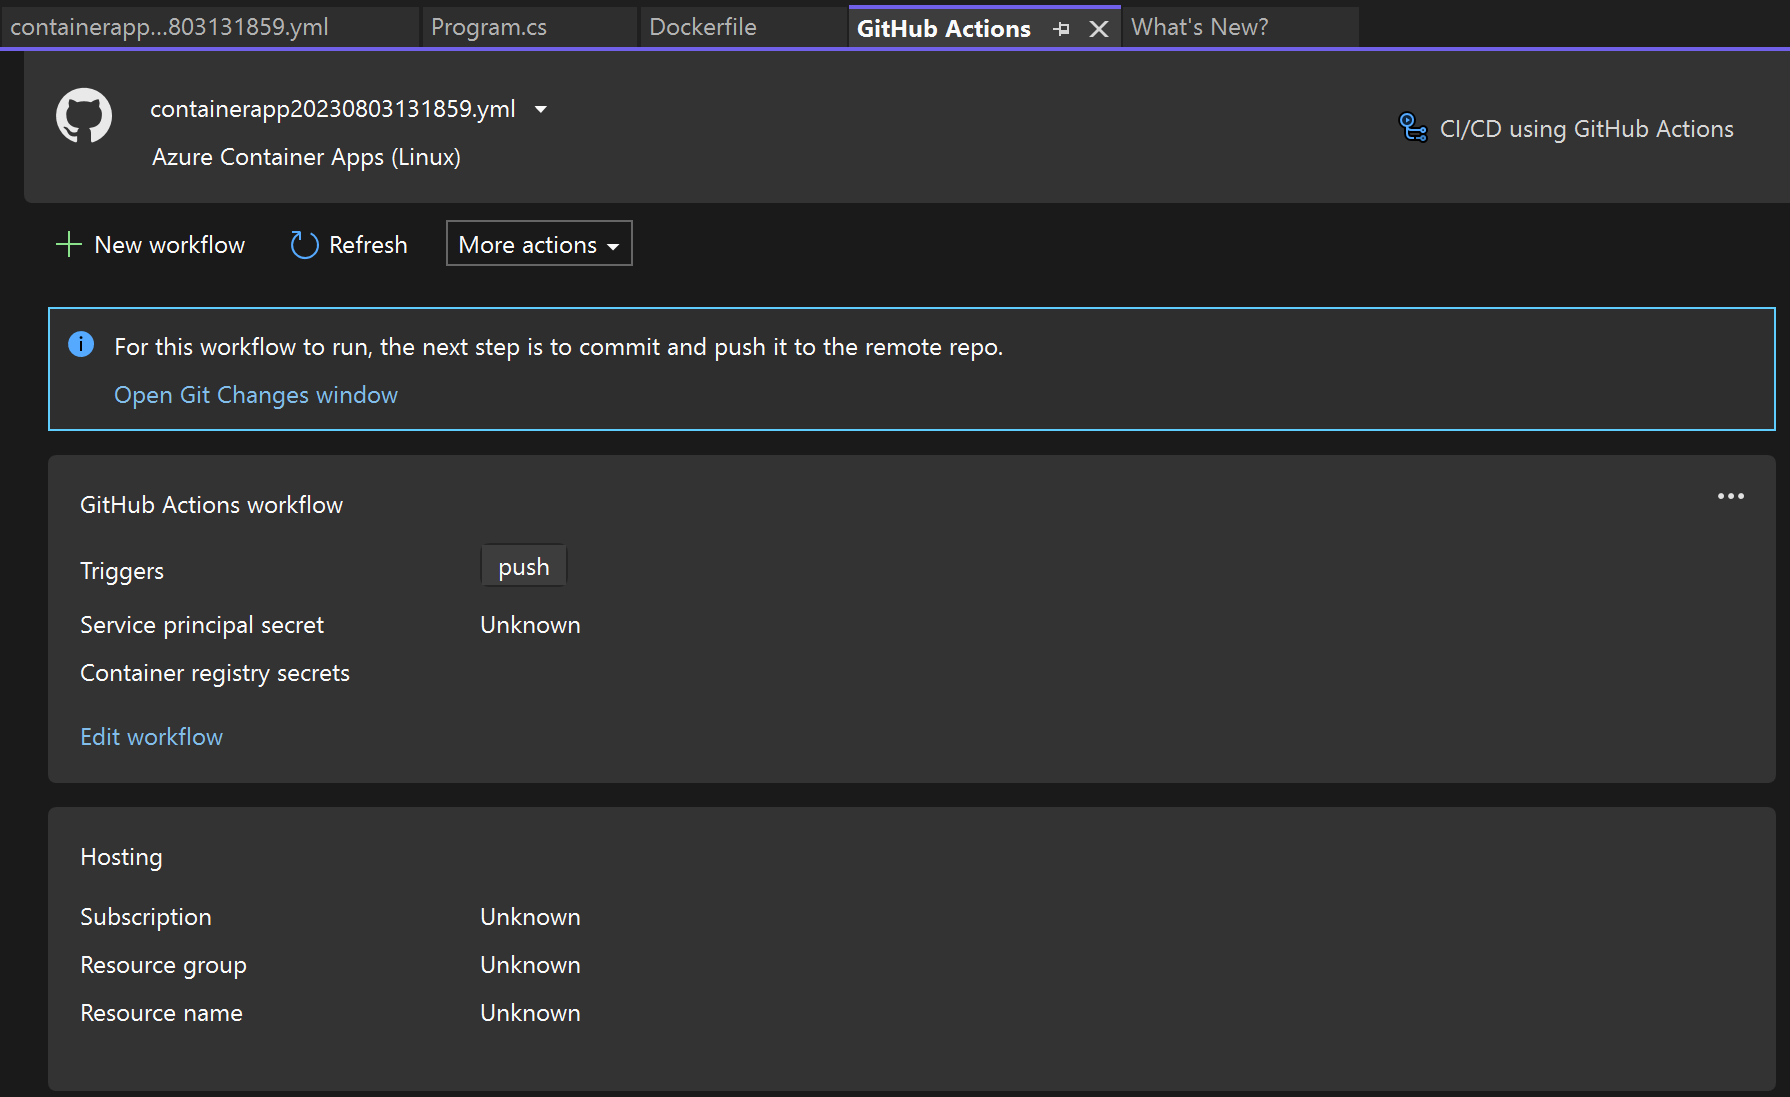 containerapp...803131859.yml
Program.cs
Dockerfile
GitHub Actions
What's New?
containerapp20230803131859.yml
Azure Container Apps (Linux)
CI/CD using GitHub Actions
New workflow
Refresh
More actions
For this workflow to run, the next step is to commit and push it to the remote repo.
Open Git Changes window
GitHub Actions workflow
Triggers
push
Service principal secret
Unknown
Container registry secrets
Edit workflow
Hosting
Subscription
Unknown
Resource group
Unknown
Resource name
Unknown